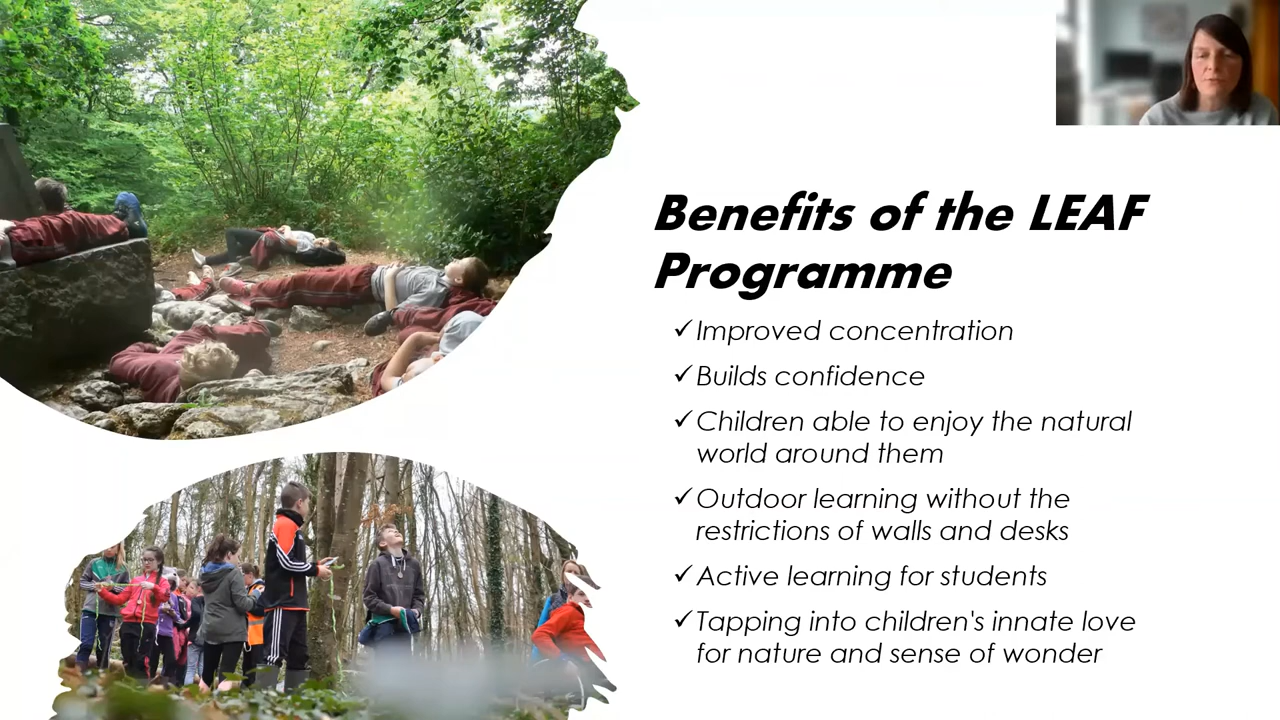 Benefits of the LEAF
Programme
✓Improved concentration
✓Builds confidence
✓Children able to enjoy the natural
world around them
✓Outdoor learning without the
restrictions of walls and desks
✓Active learning for students
✓Tapping into children's innate love
for nature and sense of wonder